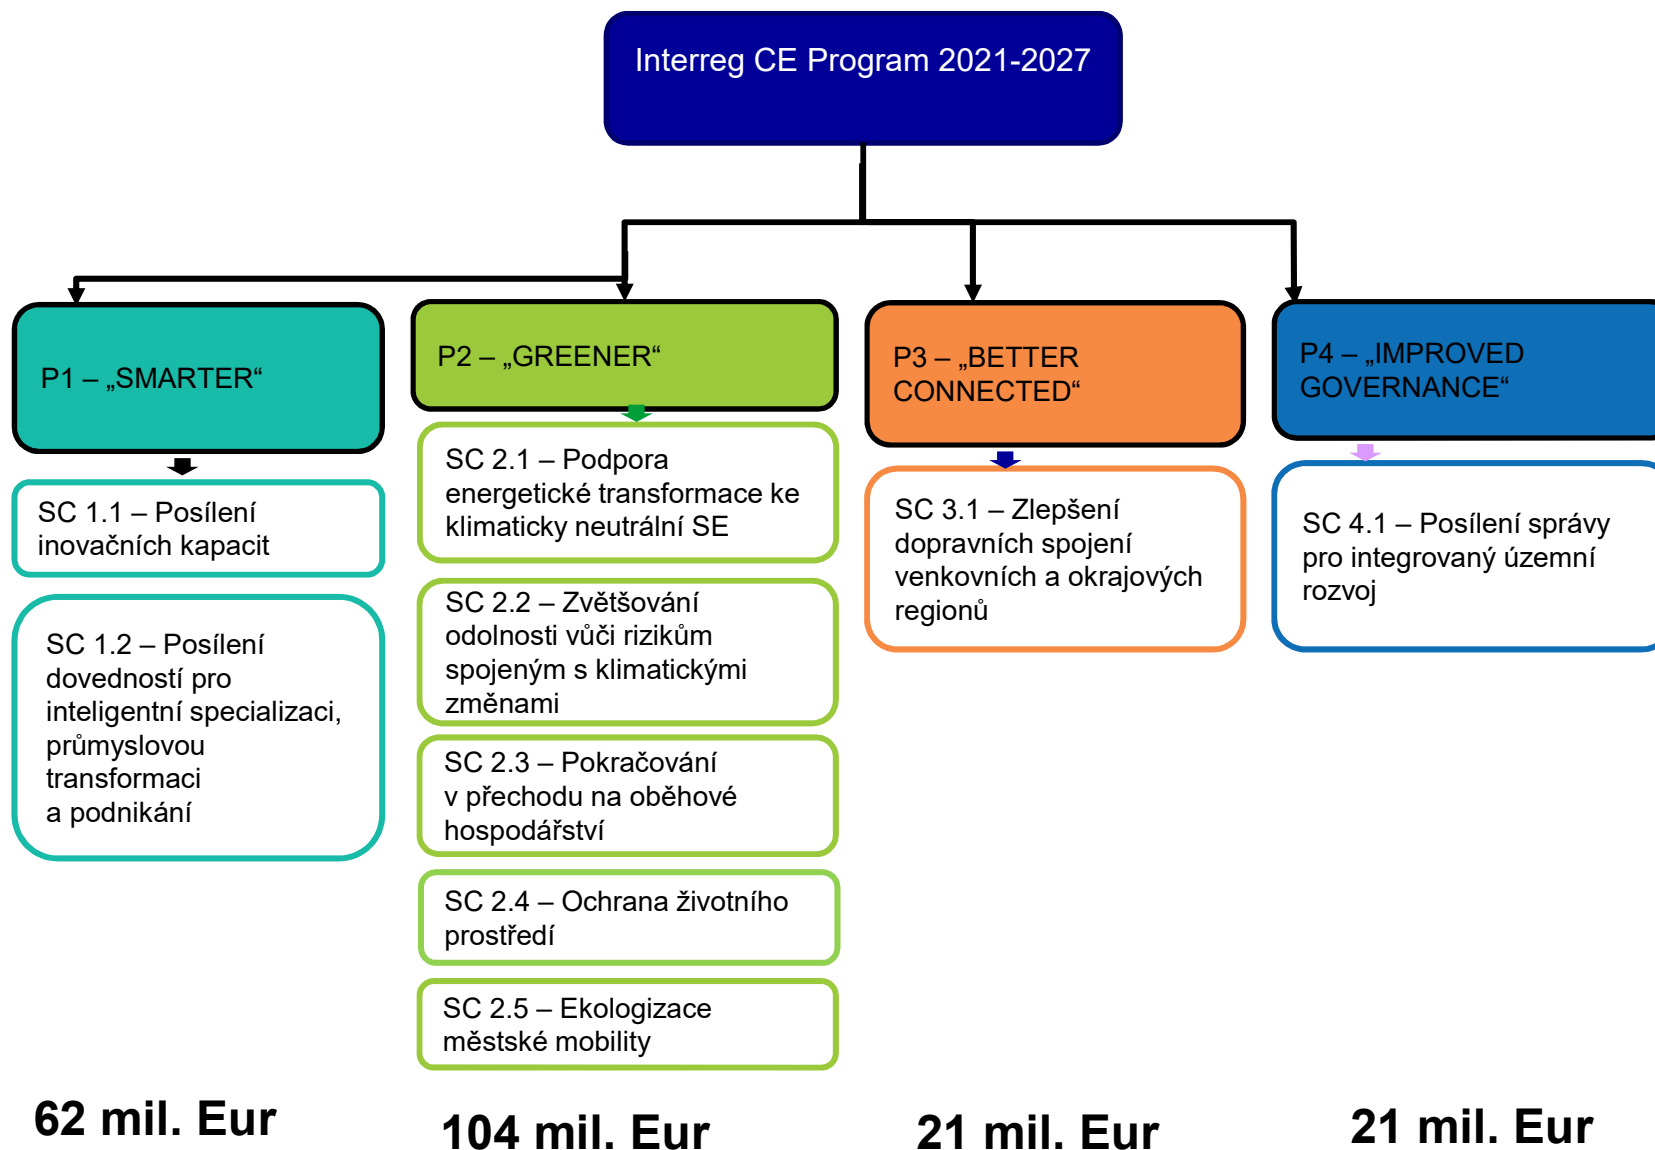 Interreg CE Program 2021-2027
P1 – „SMARTER“
SC 1.1 – Posílení
inovačních kapacit
SC 1.2 – Posílení
dovedností pro
inteligentní specializaci,
průmyslovou
transformaci
a podnikání
62 mil. Eur
P2 – „GREENER“
SC 2.1 – Podpora
energetické transformace ke
klimaticky neutrální SE
SC 2.2 – Zvětšování
odolnosti vůči rizikům
spojeným s klimatickými
změnami
SC 2.3 – Pokračování
v přechodu na oběhové
hospodářství
SC 2.4 – Ochrana životního
prostředí
SC 2.5 – Ekologizace
městské mobility
104 mil. Eur
P3 – „BETTER
CONNECTED“
SC 3.1 – Zlepšení
dopravních spojení
venkovních a okrajových
regionů
21 mil. Eur
P4 – „IMPROVED
GOVERNANCE“
SC 4.1 – Posílení správy
pro integrovaný územní
rozvoj
21 mil. Eur